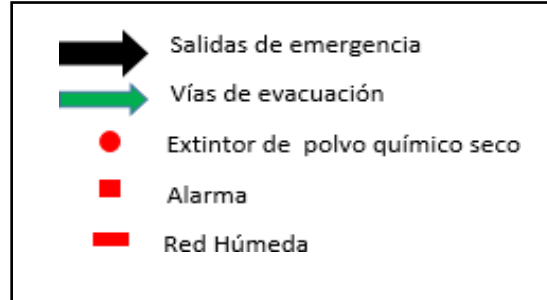 Salidas de emergencia
Vías de evacuación
Extintor de polvo químico seco
Alarma
Red Húmeda